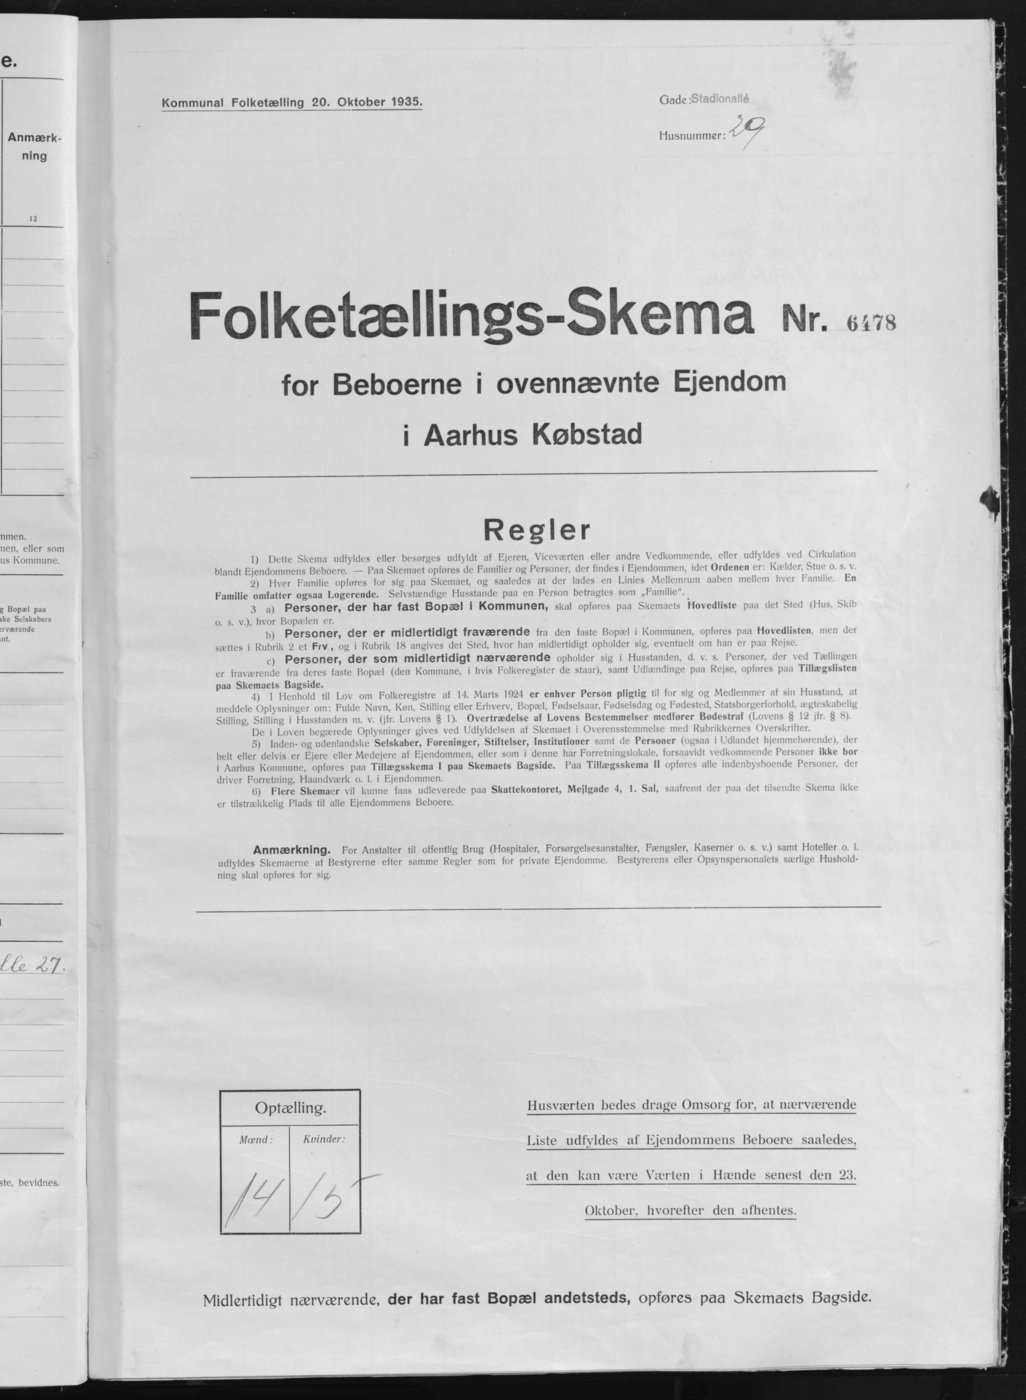 e.
Anmærk-
ning
12
mmen.
men, eller som
us Kommune.
g Bopæl paa
ske Selskabers
erværende
nt.
lle 27.
ste, bevidnes.
Kommunal Folketælling 20. Oktober 1935.
Gade: Stadionallé
Husnummer: 29
Folketællings-Skema Nr. 6478
for Beboerne i ovennævnte Ejendom
i Aarhus Købstad
Regler
1) Dette Skema udfyldes eller besørges udfyldt af Ejeren, Viceværten eller andre Vedkommende, eller udfyldes ved Cirkulation
blandt Ejendommens Beboere. — Paa Skemaet opføres de Familier og Personer, der findes i Ejendommen, idet Ordenen er: Kælder, Stue o. s. v.
2) Hver Familie opføres for sig paa Skemaet, og saaledes at der lades en Linies Mellemrum aaben mellem hver Familie. En
Familie omfatter ogsaa Logerende. Selvstændige Husstande paa en Person betragtes som „Familie“.
3 a) Personer, der har fast Bopæl i Kommunen, skal opføres paa Skemaets Hovedliste paa det Sted (Hus, Skib
o. s. v.), hvor Bopælen er.
b) Personer, der er midlertidigt fraværende fra den faste Bopæl i Kommunen, opføres paa Hovedlisten, men der
sættes i Rubrik 2 et Frv., og i Rubrik 18 angives det Sted, hvor han midlertidigt opholder sig, eventuelt om han er paa Rejse.
c) Personer, der som midlertidigt nærværende opholder sig i Husstanden, d. v. s. Personer, der ved Tællingen
er fraværende fra deres faste Bopæl (den Kommune, i hvis Folkeregister de staar), samt Udlændinge paa Rejse, opføres paa Tillægslisten
paa Skemaets Bagside.
4) I Henhold til Lov om Folkeregistre af 14. Marts 1924 er enhver Person pligtig til for sig og Medlemmer af sin Husstand, at
meddele Oplysninger om: Fulde Navn, Køn, Stilling eller Erhverv, Bopæl, Fødselsaar, Fødselsdag og Fødested, Statsborgerforhold, ægteskabelig
Stilling, Stilling i Husstanden m. v. (jfr. Lovens § 1). Overtrædelse af Lovens Bestemmelser medfører Bødestraf (Lovens § 12 jfr. § 8).
De i Loven begærede Oplysninger gives ved Udfyldelsen af Skemaet i Overensstemmelse med Rubrikkernes Overskrifter.
5) Inden- og udenlandske Selskaber, Foreninger, Stiftelser, Institutioner samt de Personer (ogsaa i Udlandet hjemmehørende), der
helt eller delvis er Ejere eller Medejere af Ejendommen, eller som i denne har Forretningslokale, forsaavidt vedkommende Personer ikke bor
i Aarhus Kommune, opføres paa Tillægsskema I paa Skemaets Bagside. Paa Tillægsskema II opføres alle indenbysboende Personer, der
driver Forretning, Haandværk o. l. i Ejendommen.
6) Flere Skemaer vil kunne faas udleverede paa Skattekontoret, Mejlgade 4, 1. Sal, saafremt der paa det tilsendte Skema ikke
er tilstrækkelig Plads til alle Ejendommens Beboere.
Anmærkning. For Anstalter til offentlig Brug (Hospitaler, Forsørgelsesanstalter, Fængsler, Kaserner o. s. v.) samt Hoteller o. l.
udfyldes Skemaerne af Bestyrerne efter samme Regler som for private Ejendomme. Bestyrerens eller Opsynspersonalets særlige Hushold-
ning skal opføres for sig.
Optælling.
Mænd: Kvinder:
14 15
Husværten bedes drage Omsorg for, at nærværende
Liste udfyldes af Ejendommens Beboere saaledes,
at den kan være Værten i Hænde senest den 23.
Oktober, hvorefter den afhentes.
Midlertidigt nærværende, der har fast Bopæl andetsteds, opføres paa Skemaets Bagside.